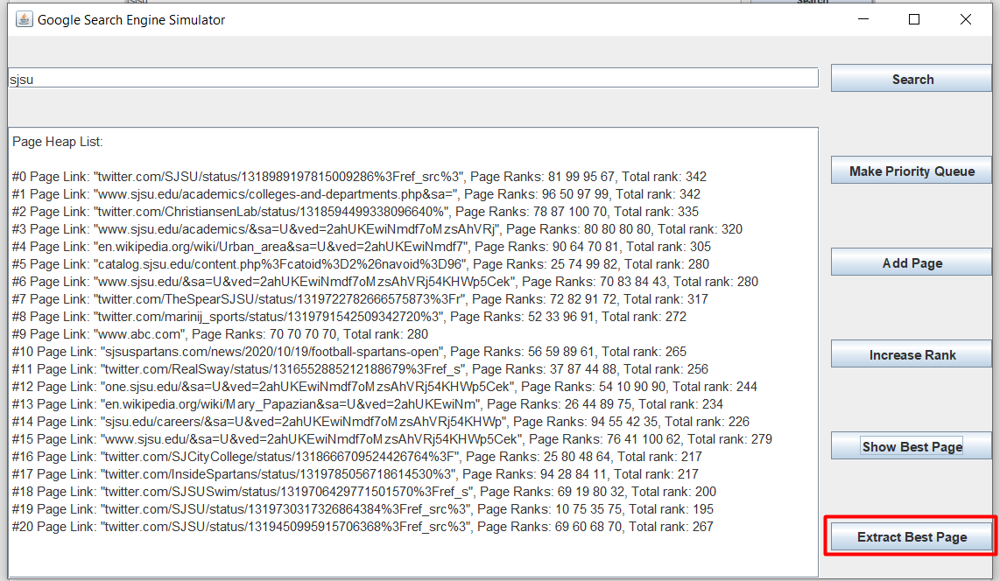 Google Search Engine Simulator
sjsu
Search
Page Heap List:
#0 Page Link: "twitter.com/SJSU/status/1318989197815009286%3Fref_src%3", Page Ranks: 81 99 95 67, Total rank: 342
#1 Page Link: "www.sjsu.edu/academics/colleges-and-departments.php&sa=", Page Ranks: 96 50 97 99, Total rank: 342
#2 Page Link: "twitter.com/ChristiansenLab/status/1318594499338096640%", Page Ranks: 78 87 100 70, Total rank: 335
#3 Page Link: "www.sjsu.edu/academics/&sa=U&ved=2ahUKEwiNmdf7oMzsAhVRj", Page Ranks: 80 80 80 80, Total rank: 320
#4 Page Link: "en.wikipedia.org/wiki/Urban_area&sa=U&ved=2ahUKEwiNmdf7", Page Ranks: 90 64 70 81, Total rank: 305
#5 Page Link: "catalog.sjsu.edu/content.php%3Fcatoid%3D2%26navoid%3D96", Page Ranks: 25 74 99 82, Total rank: 280
#6 Page Link: "www.sjsu.edu/&sa=U&ved=2ahUKEwiNmdf7oMzsAhVRj54KHWp5Cek", Page Ranks: 70 83 84 43, Total rank: 280
#7 Page Link: "twitter.com/TheSpearSJSU/status/1319722782666575873%3Fr", Page Ranks: 72 82 91 72, Total rank: 317
#8 Page Link: "twitter.com/marinij_sports/status/1319791542509342720%3", Page Ranks: 52 33 96 91, Total rank: 272
#9 Page Link: "www.abc.com", Page Ranks: 70 70 70 70, Total rank: 280
#10 Page Link: "sjsuspartans.com/news/2020/10/19/football-spartans-open", Page Ranks: 56 59 89 61, Total rank: 265
#11 Page Link: "twitter.com/RealSway/status/1316552885212188679%3Fref_s", Page Ranks: 37 87 44 88, Total rank: 256
#12 Page Link: "one.sjsu.edu/&sa=U&ved=2ahUKEwiNmdf7oMzsAhVRj54KHWp5Cek", Page Ranks: 54 10 90 90, Total rank: 244
#13 Page Link: "en.wikipedia.org/wiki/Mary_Papazian&sa=U&ved=2ahUKEwiNm", Page Ranks: 26 44 89 75, Total rank: 234
#14 Page Link: "sjsu.edu/careers/&sa=U&ved=2ahUKEwiNmdf7oMzsAhVRj54KHWp", Page Ranks: 94 55 42 35, Total rank: 226
#15 Page Link: "www.sjsu.edu/&sa=U&ved=2ahUKEwiNmdf7oMzsAhVRj54KHWp5Cek", Page Ranks: 76 41 100 62, Total rank: 279
#16 Page Link: "twitter.com/SJCityCollege/status/1318666709524426764%3F", Page Ranks: 25 80 48 64, Total rank: 217
#17 Page Link: "twitter.com/InsideSpartans/status/1319785056718614530%3", Page Ranks: 94 28 84 11, Total rank: 217
#18 Page Link: "twitter.com/SJSUSwim/status/1319706429771501570%3Fref_s", Page Ranks: 69 19 80 32, Total rank: 200
#19 Page Link: "twitter.com/SJSU/status/1319730317326864384%3Fref_src%3", Page Ranks: 10 75 35 75, Total rank: 195
#20 Page Link: "twitter.com/SJSU/status/1319450995915706368%3Fref_src%3", Page Ranks: 69 60 68 70, Total rank: 267
Make Priority Queue
Add Page
Increase Rank
Show Best Page
Extract Best Page